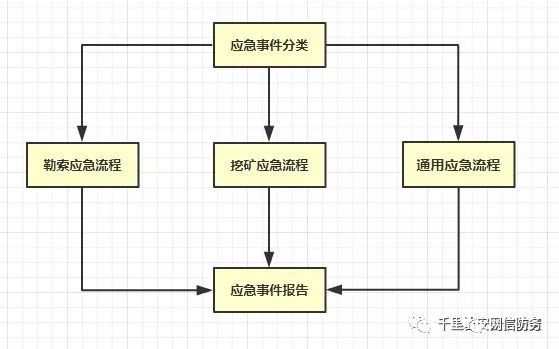 应急事件分类
勒索应急流程
挖矿应急流程
通用应急流程
应急事件报告
千里 安网信防务